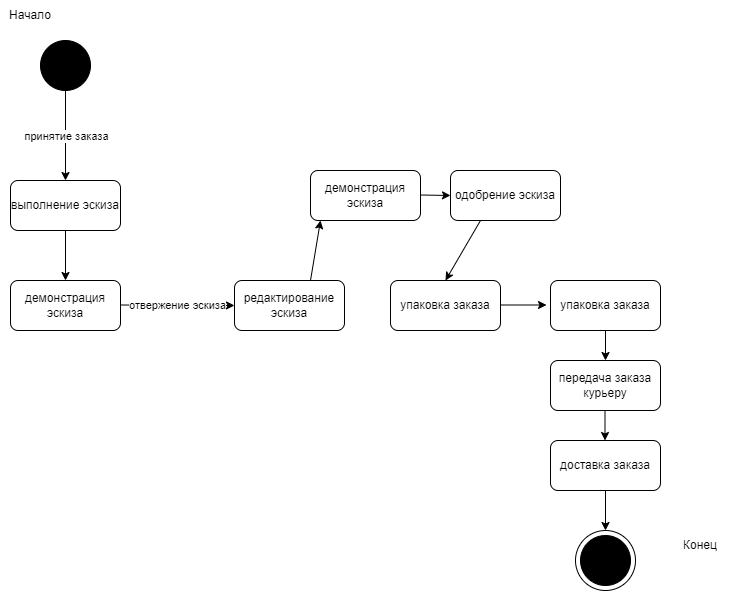 Начало
принятие заказа
выполнение эскиза
демонстрация
эскиза
отвержение эскиза
редактирование
эскиза
демонстрация
эскиза
одобрение эскиза
упаковка заказа
упаковка заказа
передача заказа
курьеру
доставка заказа
Конец